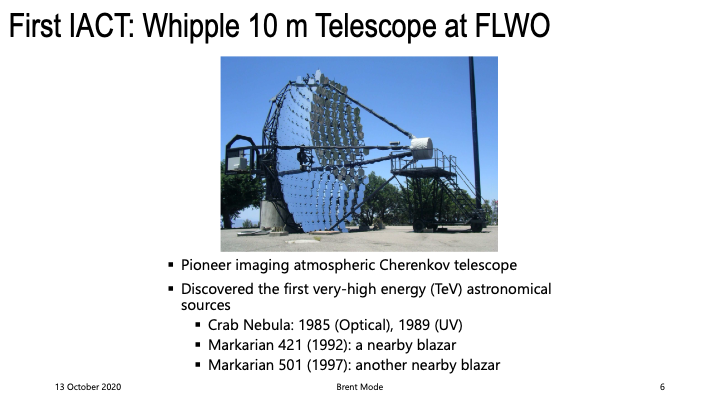 First IACT: Whipple 10 m Telescope at FLWO
▪ Pioneer imaging atmospheric Cherenkov telescope
▪ Discovered the first very-high energy (TeV) astronomical
sources
▪ Crab Nebula: 1985 (Optical), 1989 (UV)
▪ Markarian 421 (1992): a nearby blazar
▪ Markarian 501 (1997): another nearby blazar
13 October 2020
Brent Mode
6